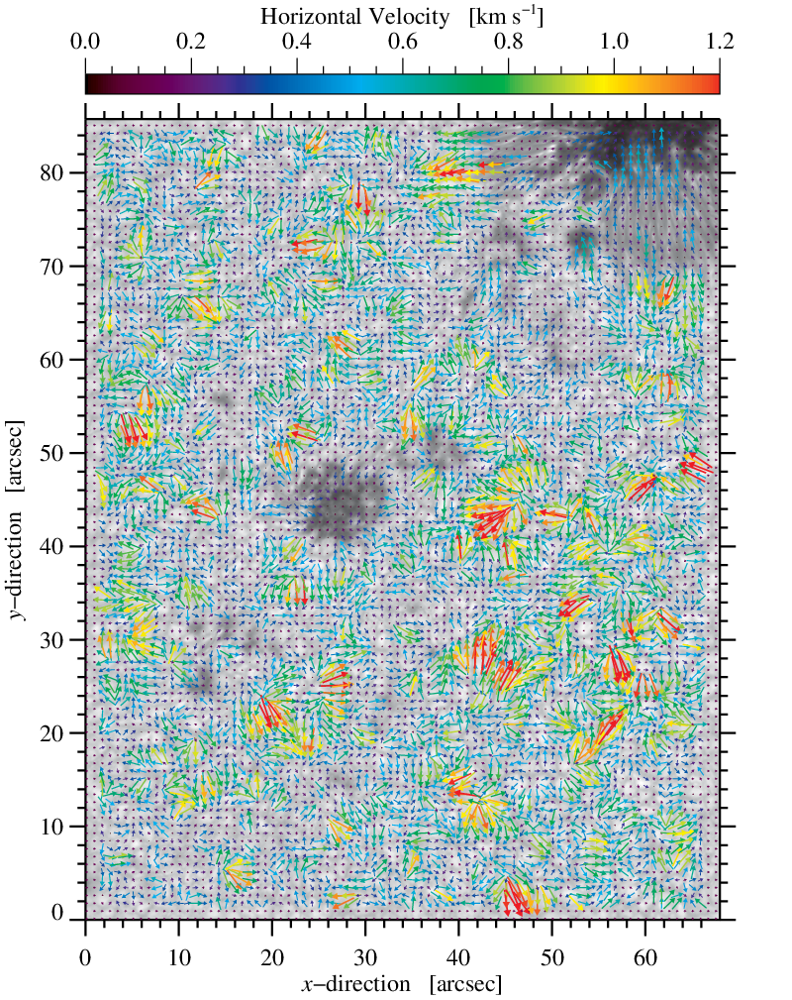 Horizontal Velocity [km s⁻¹]
0.0 0.2 0.4 0.6 0.8 1.0 1.2
80
70
60
50
40
30
20
10
0
y–direction [arcsec]
0 10 20 30 40 50 60
x–direction [arcsec]